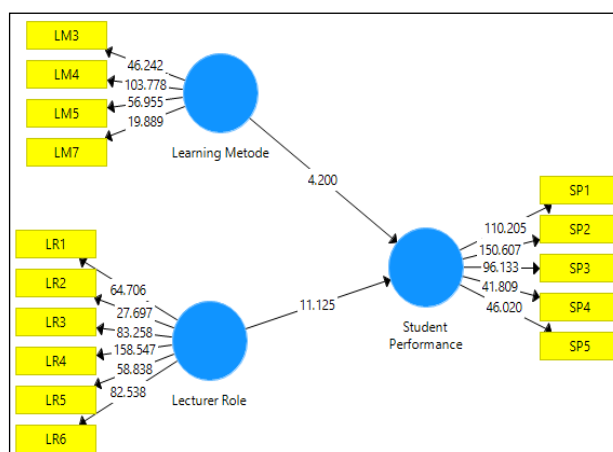 LM3
LM4
LM5
LM7
46.242
103.778
56.955
19.889
Learning Metode
4.200
LR1
LR2
LR3
LR4
LR5
LR6
64.706
27.697
83.258
158.547
58.838
82.538
Lecturer Role
11.125
SP1
SP2
SP3
SP4
SP5
110.205
150.607
96.133
41.809
46.020
Student
Performance